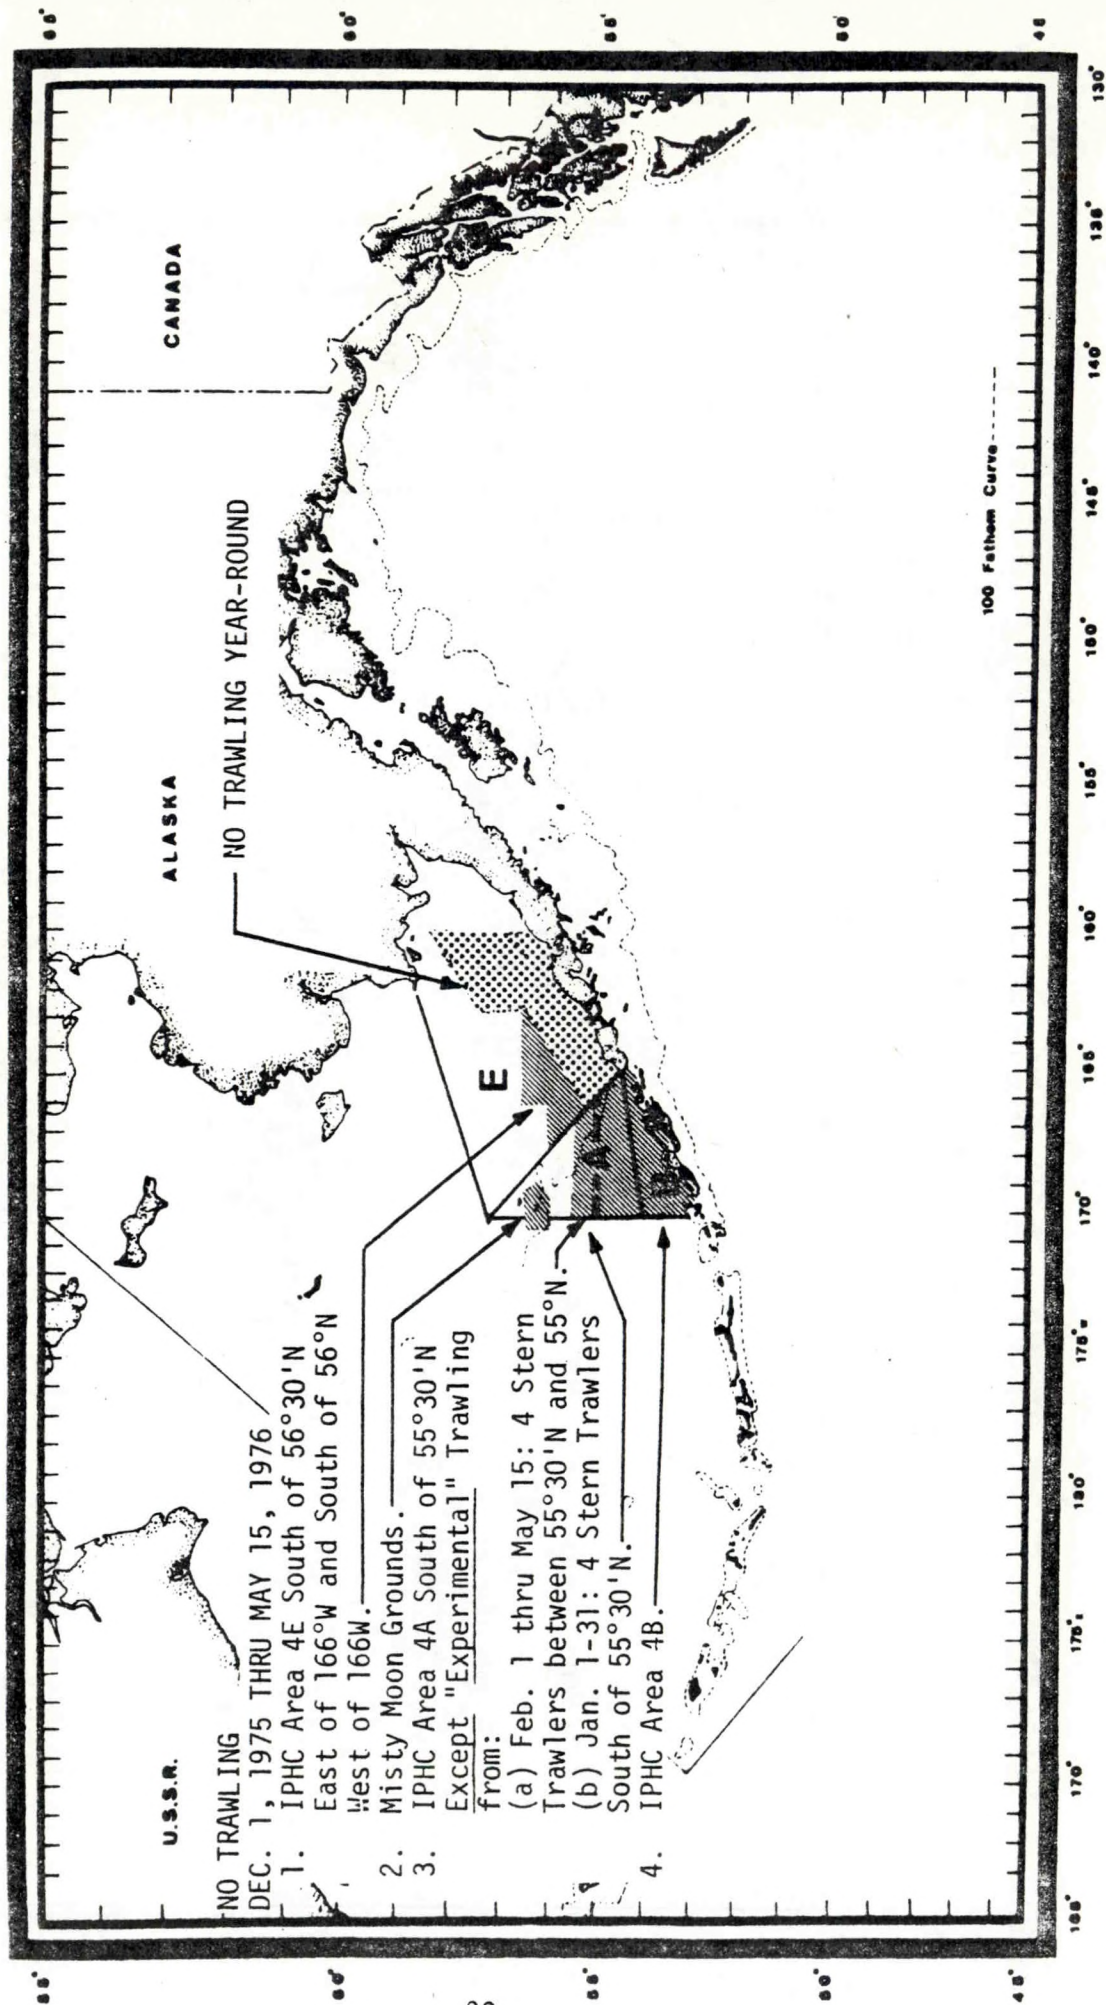 U.S.S.R.
ALASKA
CANADA
NO TRAWLING
DEC. 1, 1975 THRU MAY 15, 1976
1. IPHC Area 4E South of 56°30'N
East of 166°W and South of 56°N
West of 166W.
2. Misty Moon Grounds.
3. IPHC Area 4A South of 55°30'N
Except "Experimental" Trawling
from:
(a) Feb. 1 thru May 15: 4 Stern
Trawlers between 55°30'N and 55°N.
(b) Jan. 1-31: 4 Stern Trawlers
South of 55°30'N.
4. IPHC Area 4B.
NO TRAWLING YEAR-ROUND
E
A
B
100 Fathom Curve
60°
55°
50°
45°
60°
55°
50°
170°
175°E
180°
175°W
170°
165°
160°
155°
150°
145°
140°
135°
130°